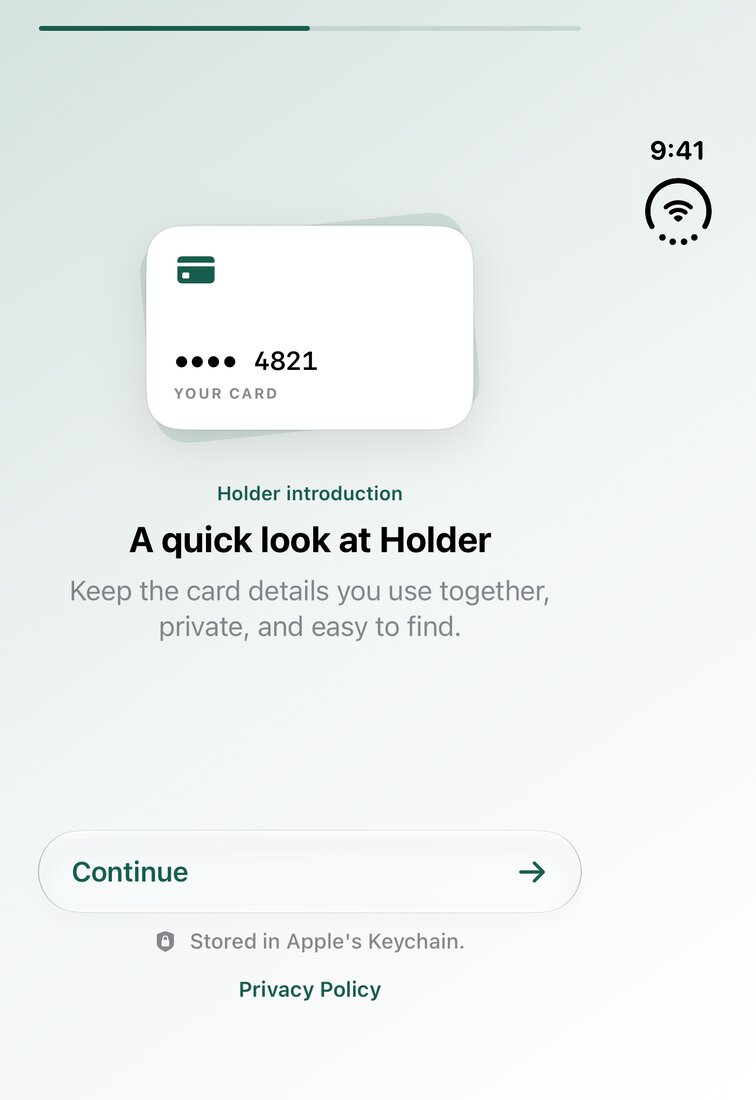 9:41
•••• 4821
YOUR CARD
Holder introduction
A quick look at Holder
Keep the card details you use together,
private, and easy to find.
Continue
Stored in Apple's Keychain.
Privacy Policy